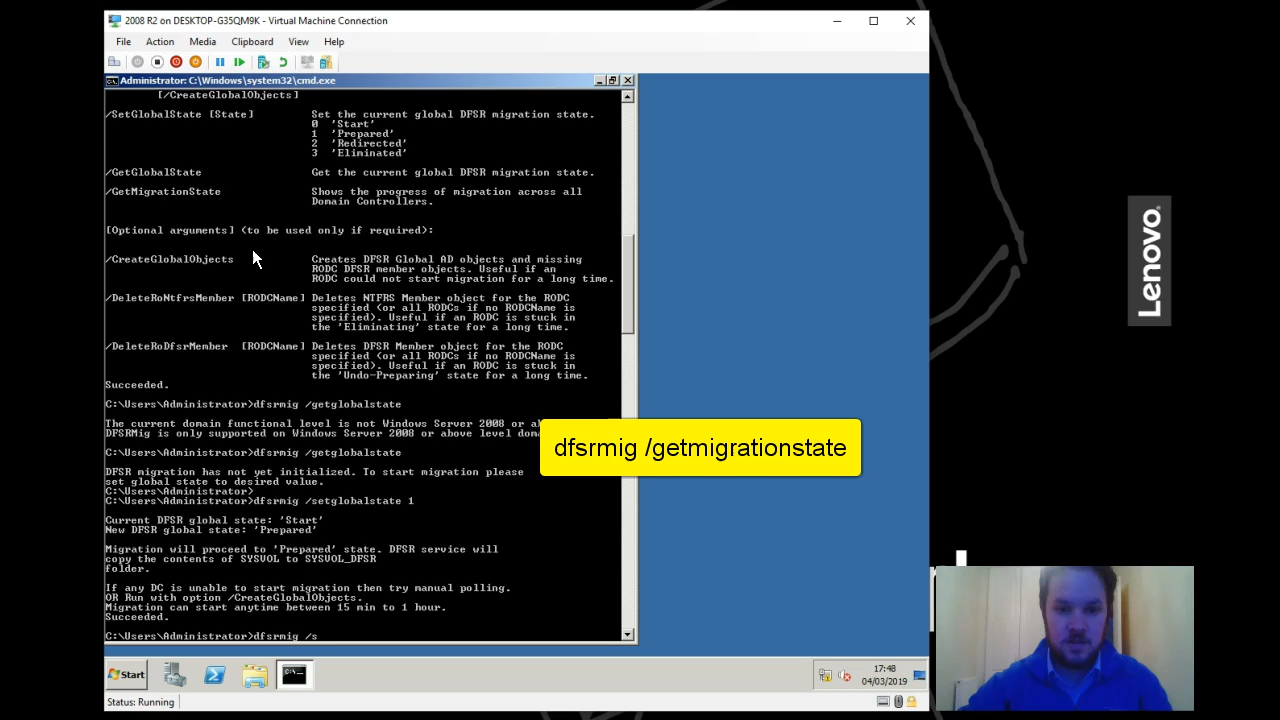 2008 R2 on DESKTOP-G35QM9K - Virtual Machine Connection
File Action Media Clipboard View Help
Administrator: C:\Windows\system32\cmd.exe
[/CreateGlobalObjects]
/SetGlobalState [State] Set the current global DFSR migration state.
0 'Start'
1 'Prepared'
2 'Redirected'
3 'Eliminated'
/GetGlobalState Get the current global DFSR migration state.
/GetMigrationState Shows the progress of migration across all
Domain Controllers.
[Optional arguments] (to be used only if required):
/CreateGlobalObjects Creates DFSR Global AD objects and missing
RODC DFSR member objects. Useful if an
RODC could not start migration for a long time.
/DeleteRoNtfrsMember [RODCName] Deletes NTFRS Member object for the RODC
specified (or all RODCs if no RODCName is
specified). Useful if an RODC is stuck in
the 'Eliminating' state for a long time.
/DeleteRoDfsrMember [RODCName] Deletes DFSR Member object for the RODC
specified (or all RODCs if no RODCName is
specified). Useful if an RODC is stuck in
the 'Undo-Preparing' state for a long time.
Succeeded.
C:\Users\Administrator>dfsrmig /getglobalstate
The current domain functional level is not Windows Server 2008 or
DFSRMig is only supported on Windows Server 2008 or above level
C:\Users\Administrator>dfsrmig /getglobalstate
DFSR migration has not yet initialized. To start migration please
set global state to desired value.
C:\Users\Administrator>
C:\Users\Administrator>dfsrmig /setglobalstate 1
Current DFSR global state: 'Start'
New DFSR global state: 'Prepared'
Migration will proceed to 'Prepared' state. DFSR service will
copy the contents of SYSVOL to SYSVOL_DFSR
folder.
If any DC is unable to start migration then try manual polling.
OR Run with option /CreateGlobalObjects.
Migration can start anytime between 15 min to 1 hour.
Succeeded.
C:\Users\Administrator>dfsrmig /s
dfsrmig /getmigrationstate
Lenovo
Start
17:48
04/03/2019
Status: Running